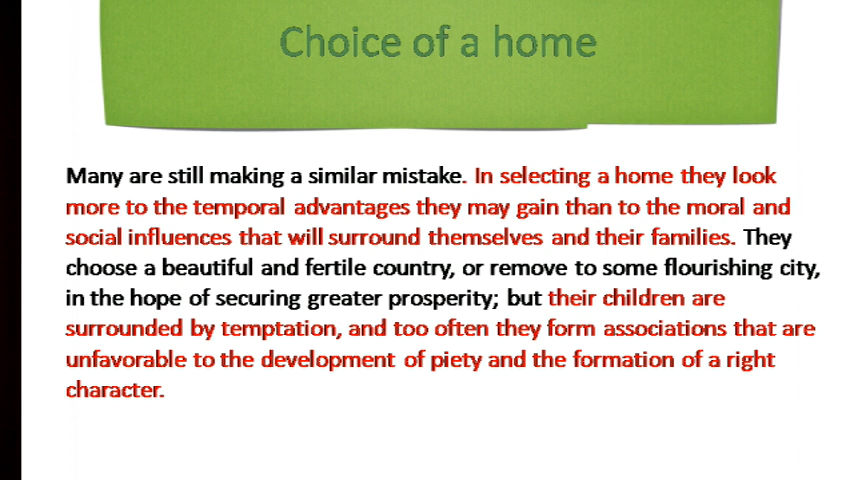 Choice of a home
Many are still making a similar mistake. In selecting a home they look
more to the temporal advantages they may gain than to the moral and
social influences that will surround themselves and their families. They
choose a beautiful and fertile country, or remove to some flourishing city,
in the hope of securing greater prosperity; but their children are
surrounded by temptation, and too often they form associations that are
unfavorable to the development of piety and the formation of a right
character.